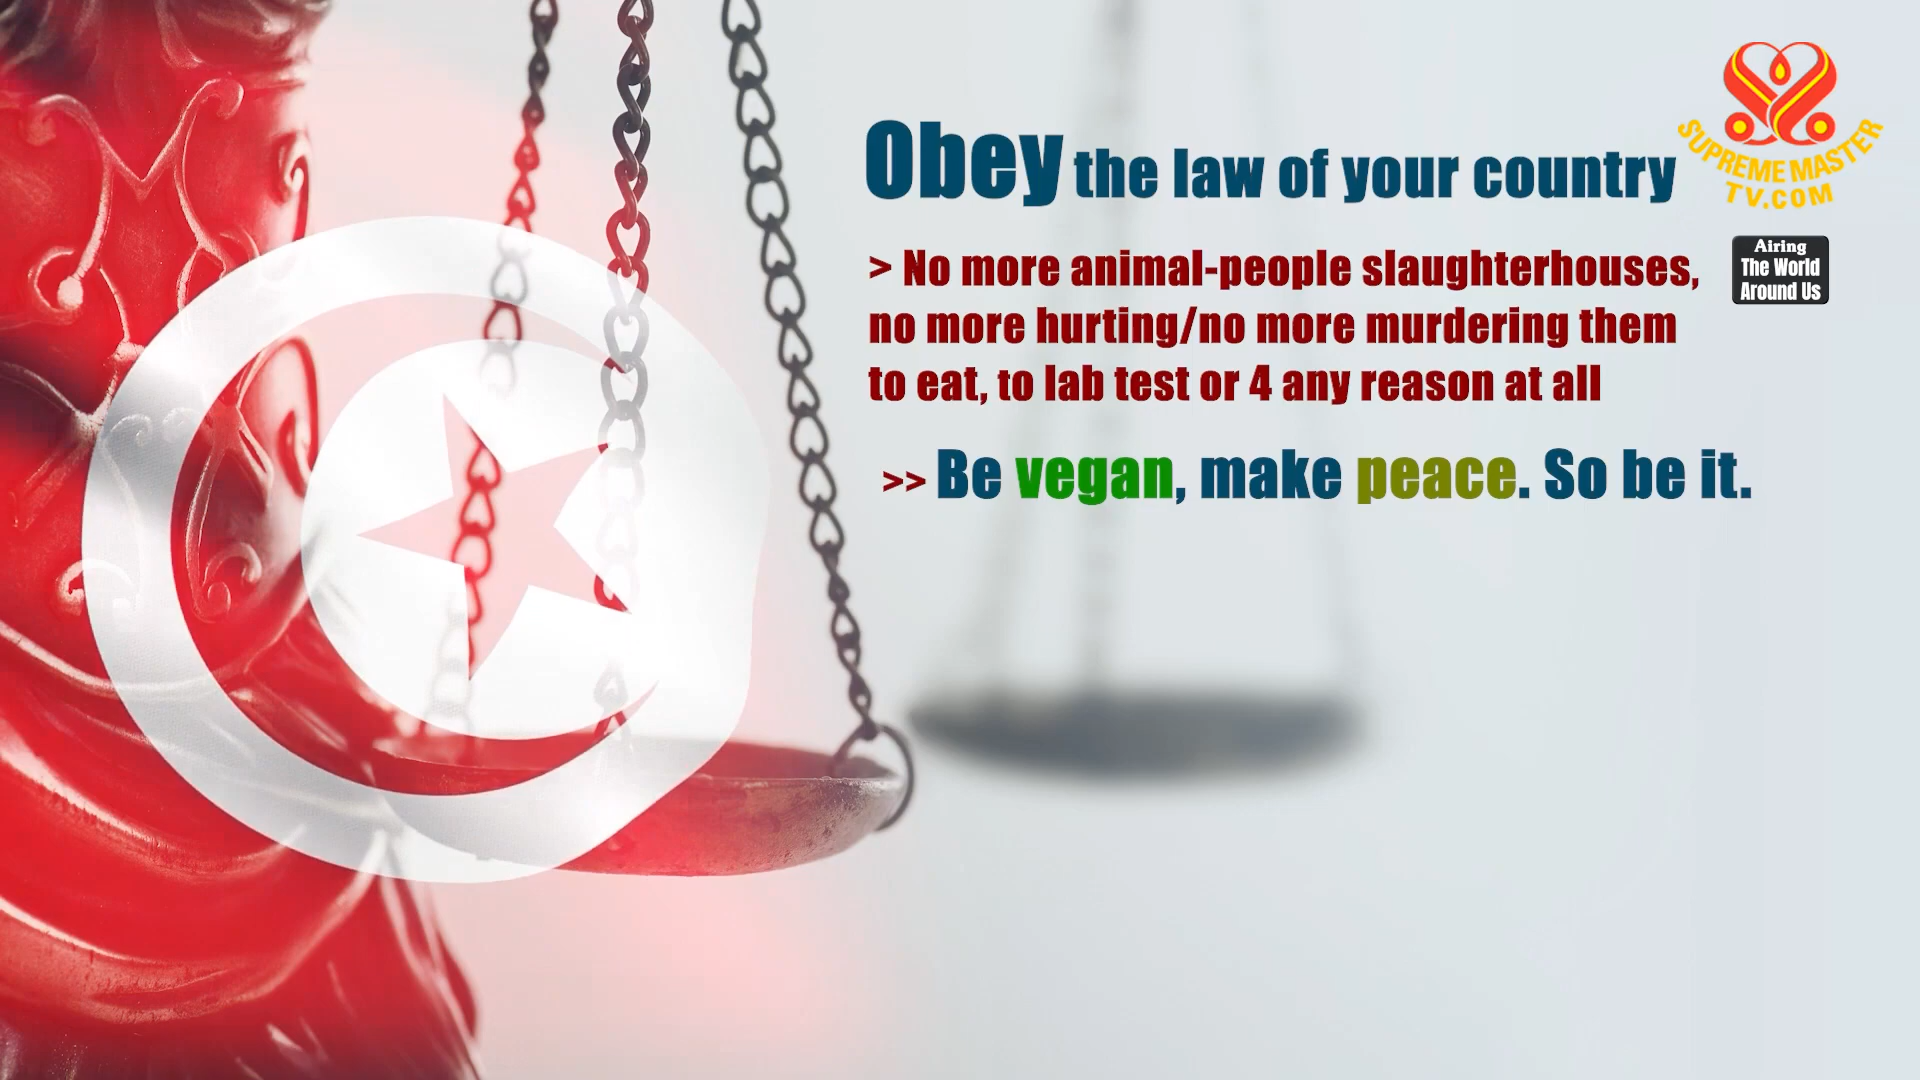 Obey the law of your country
> No more animal-people slaughterhouses,
no more hurting/no more murdering them
to eat, to lab test or 4 any reason at all
>> Be vegan, make peace. So be it.
SUPREME MASTER
TV.COM
Airing
The World
Around Us